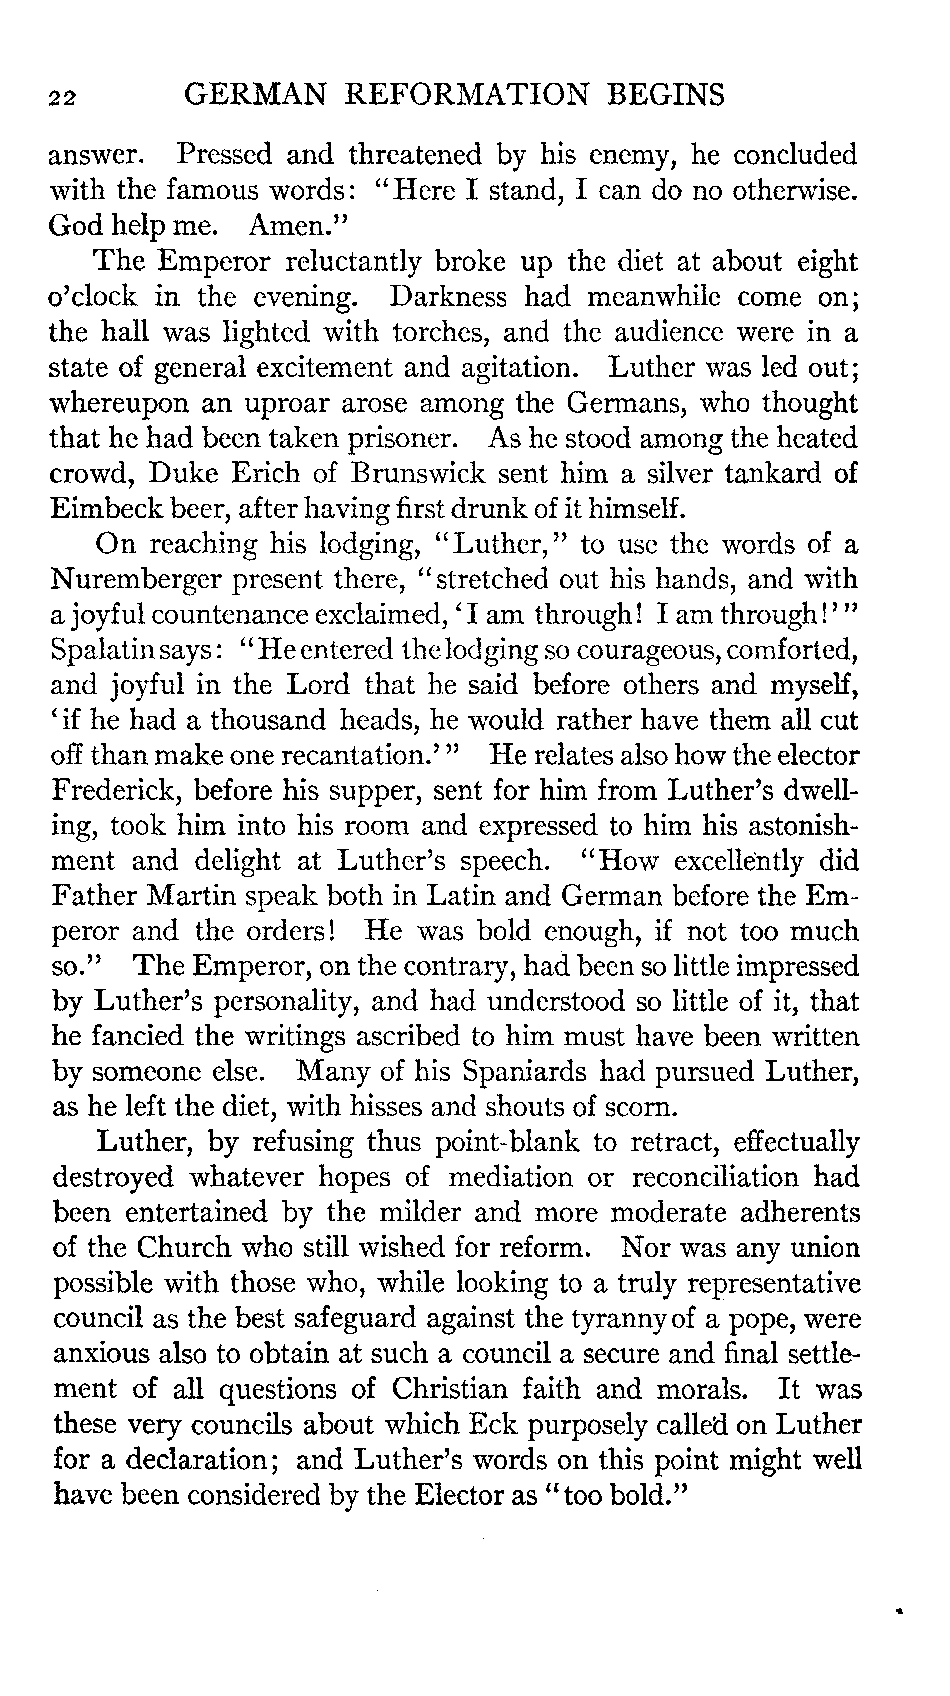 22 GERMAN REFORMATION BEGINS
answer. Pressed and threatened by his enemy, he concluded
with the famous words: "Here I stand, I can do no otherwise.
God help me. Amen."
The Emperor reluctantly broke up the diet at about eight
o'clock in the evening. Darkness had meanwhile come on;
the hall was lighted with torches, and the audience were in a
state of general excitement and agitation. Luther was led out;
whereupon an uproar arose among the Germans, who thought
that he had been taken prisoner. As he stood among the heated
crowd, Duke Erich of Brunswick sent him a silver tankard of
Eimbeck beer, after having first drunk of it himself.
On reaching his lodging, "Luther," to use the words of a
Nuremberger present there, "stretched out his hands, and with
a joyful countenance exclaimed, 'I am through! I am through!'"
Spalatin says: "He entered the lodging so courageous, comforted,
and joyful in the Lord that he said before others and myself,
'if he had a thousand heads, he would rather have them all cut
off than make one recantation.'" He relates also how the elector
Frederick, before his supper, sent for him from Luther's dwell-
ing, took him into his room and expressed to him his astonish-
ment and delight at Luther's speech. "How excellently did
Father Martin speak both in Latin and German before the Em-
peror and the orders! He was bold enough, if not too much
so." The Emperor, on the contrary, had been so little impressed
by Luther's personality, and had understood so little of it, that
he fancied the writings ascribed to him must have been written
by someone else. Many of his Spaniards had pursued Luther,
as he left the diet, with hisses and shouts of scorn.
Luther, by refusing thus point-blank to retract, effectually
destroyed whatever hopes of mediation or reconciliation had
been entertained by the milder and more moderate adherents
of the Church who still wished for reform. Nor was any union
possible with those who, while looking to a truly representative
council as the best safeguard against the tyranny of a pope, were
anxious also to obtain at such a council a secure and final settle-
ment of all questions of Christian faith and morals. It was
these very councils about which Eck purposely called on Luther
for a declaration; and Luther's words on this point might well
have been considered by the Elector as "too bold."